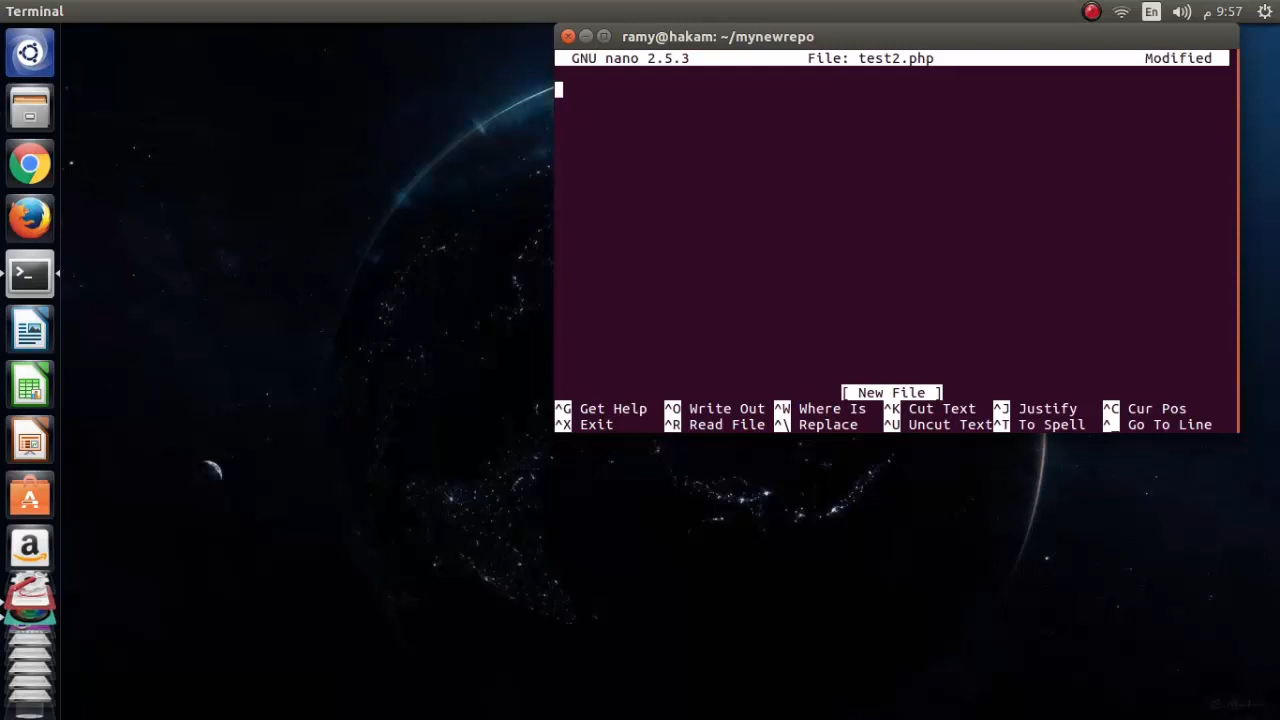 Terminal
En
9:57 م
ramy@hakam: ~/mynewrepo
GNU nano 2.5.3 File: test2.php Modified
[ New File ]
^G Get Help ^O Write Out ^W Where Is ^K Cut Text ^J Justify ^C Cur Pos
^X Exit ^R Read File ^\ Replace ^U Uncut Text ^T To Spell ^_ Go To Line